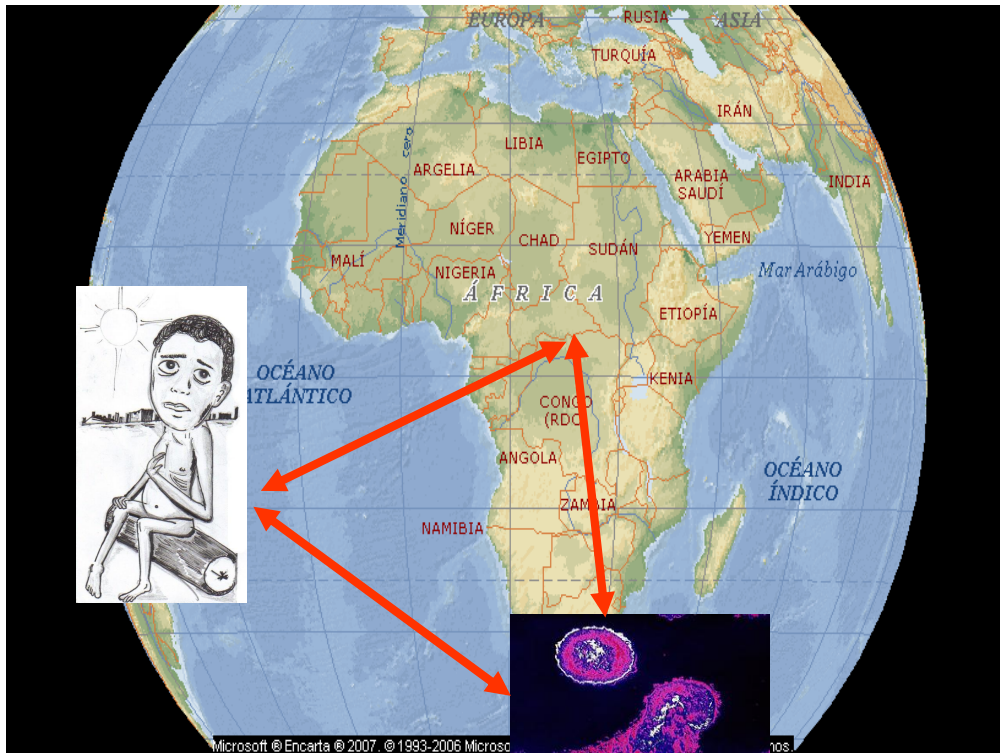 EUROPA
RUSIA
ASIA
TURQUÍA
IRÁN
LIBIA
EGIPTO
ARGELIA
ARABIA
SAUDÍ
INDIA
Meridiano cero
NÍGER
CHAD
SUDÁN
YEMEN
MALÍ
NIGERIA
Mar Arábigo
ÁFRICA
ETIOPÍA
OCÉANO
ATLÁNTICO
KENIA
CONGO
(RDC)
ANGOLA
OCÉANO
ÍNDICO
ZAMBIA
NAMIBIA
Microsoft ® Encarta ® 2007. © 1993-2006 Microso
nos.